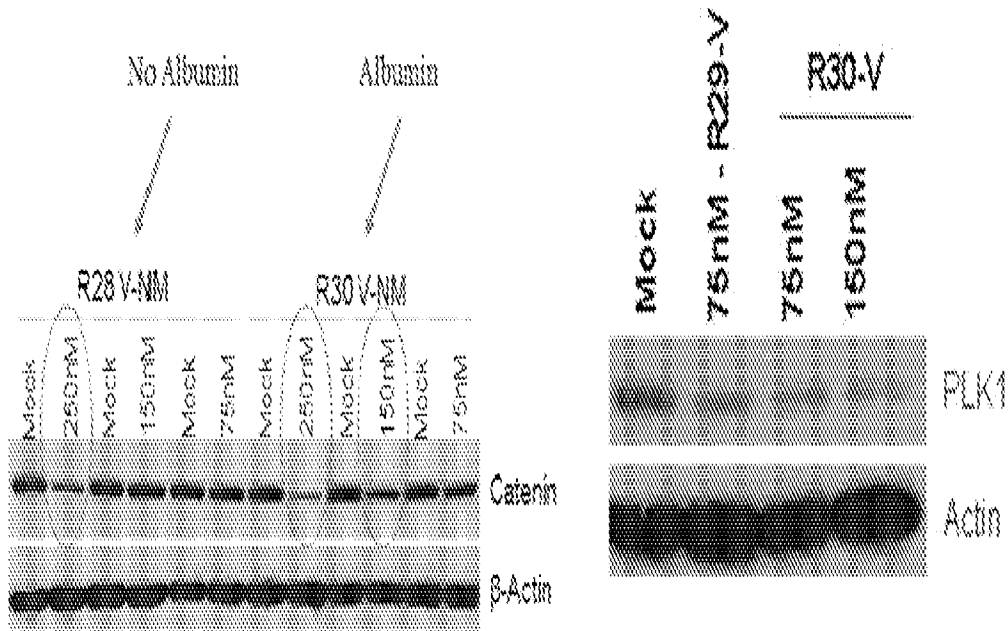 No Albumin
Albumin
R28 V-NM
R30 V-NM
Mock
250nM
Mock
150nM
Mock
75nM
Mock
250nM
Mock
150nM
Mock
75nM
Catenin
β-Actin
R30-V
Mock
75nM - R29-V
75nM
150nM
PLK1
Actin